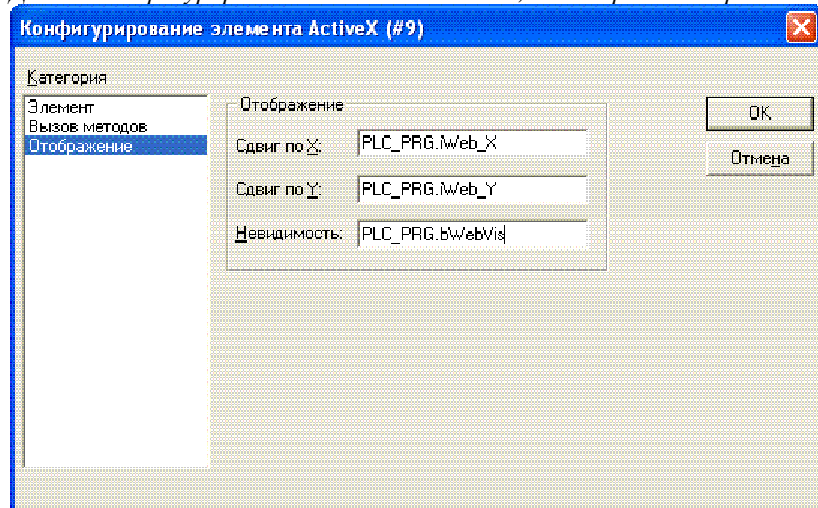 Конфигурирование элемента ActiveX (#9)
Категория
Элемент
Вызов методов
Отображение
Отображение
Сдвиг по X: PLC_PRG.iWeb_X
Сдвиг по Y: PLC_PRG.iWeb_Y
Невидимость: PLC_PRG.bWebVis
OK
Отмена